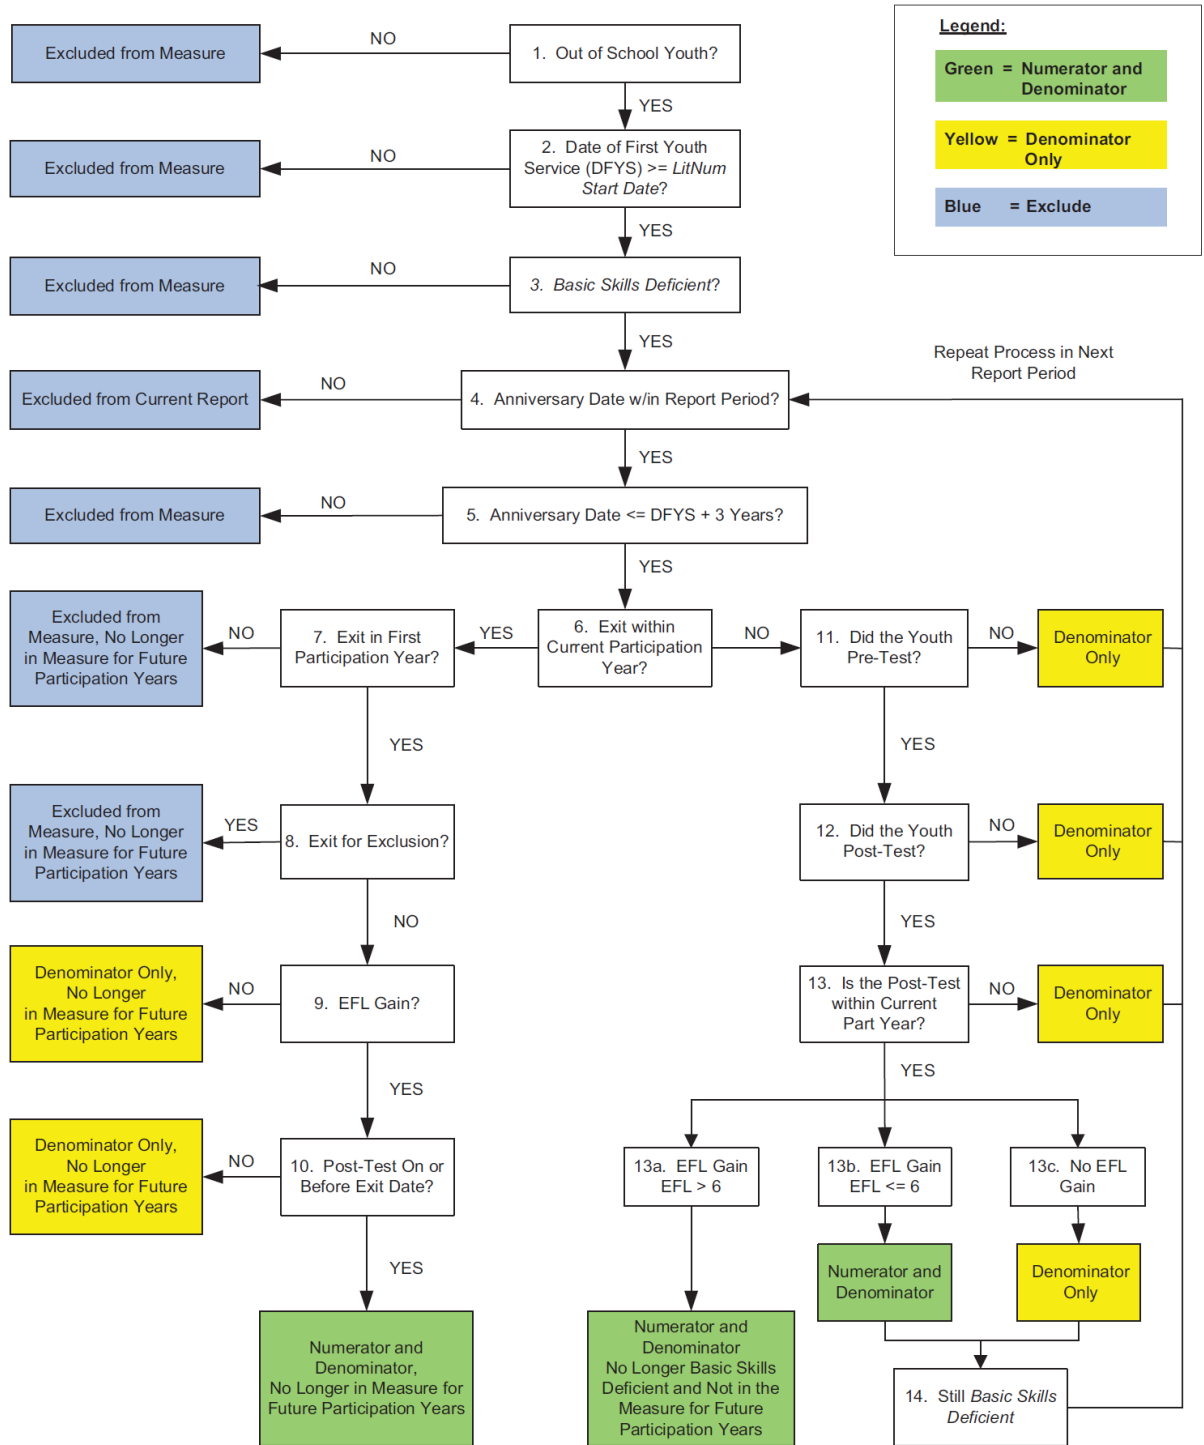 Legend:
Green = Numerator and
Denominator
Yellow = Denominator
Only
Blue = Exclude
Excluded from Measure
NO
1. Out of School Youth?
YES
Excluded from Measure
NO
2. Date of First Youth
Service (DFYS) >= LitNum
Start Date?
YES
Excluded from Measure
NO
3. Basic Skills Deficient?
YES
Repeat Process in Next
Report Period
Excluded from Current Report
NO
4. Anniversary Date w/in Report Period?
YES
Excluded from Measure
NO
5. Anniversary Date <= DFYS + 3 Years?
YES
Excluded from
Measure, No Longer
in Measure for Future
Participation Years
NO
7. Exit in First
Participation Year?
YES
6. Exit within
Current Participation
Year?
NO
11. Did the Youth
Pre-Test?
NO
Denominator
Only
YES
YES
Excluded from
Measure, No Longer
in Measure for Future
Participation Years
YES
8. Exit for Exclusion?
12. Did the Youth
Post-Test?
NO
Denominator
Only
NO
YES
Denominator Only,
No Longer
in Measure for Future
Participation Years
NO
9. EFL Gain?
13. Is the Post-Test
within Current
Part Year?
NO
Denominator
Only
YES
YES
Denominator Only,
No Longer
in Measure for Future
Participation Years
NO
10. Post-Test On or
Before Exit Date?
13a. EFL Gain
EFL > 6
13b. EFL Gain
EFL <= 6
13c. No EFL
Gain
YES
Numerator and
Denominator
Denominator
Only
Numerator and
Denominator,
No Longer in Measure for
Future Participation Years
Numerator and
Denominator
No Longer Basic Skills
Deficient and Not in the
Measure for Future
Participation Years
14. Still Basic Skills
Deficient